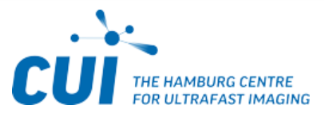 CUI
THE HAMBURG CENTRE
FOR ULTRAFAST IMAGING